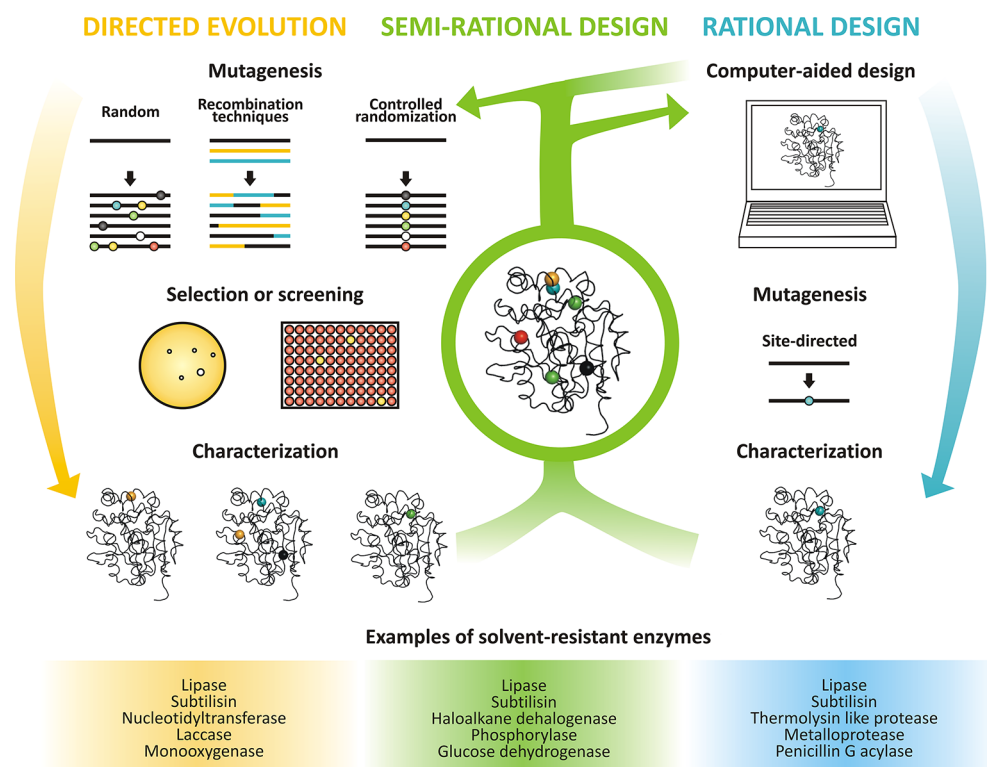 DIRECTED EVOLUTION
SEMI-RATIONAL DESIGN
RATIONAL DESIGN
Mutagenesis
Random
Recombination
techniques
Controlled
randomization
Computer-aided design
Selection or screening
Mutagenesis
Site-directed
Characterization
Characterization
Examples of solvent-resistant enzymes
Lipase
Subtilisin
Nucleotidyltransferase
Laccase
Monooxygenase
Lipase
Subtilisin
Haloalkane dehalogenase
Phosphorylase
Glucose dehydrogenase
Lipase
Subtilisin
Thermolysin like protease
Metalloprotease
Penicillin G acylase